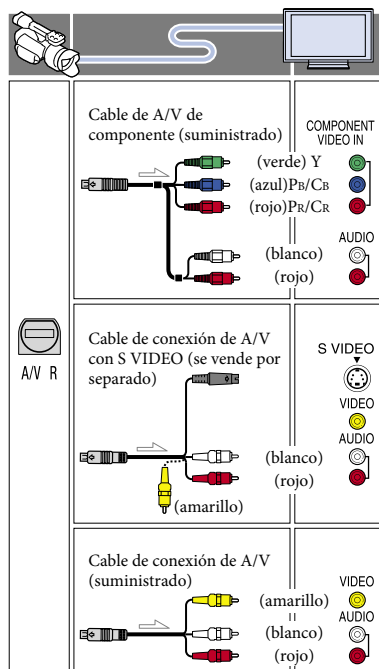 Cable de A/V de
componente (suministrado)
COMPONENT
VIDEO IN
(verde) Y
(azul)PB/CB
(rojo)PR/CR
AUDIO
(blanco)
(rojo)
A/V R
Cable de conexión de A/V
con S VIDEO (se vende por
separado)
S VIDEO
VIDEO
AUDIO
(blanco)
(rojo)
(amarillo)
Cable de conexión de A/V
(suministrado)
VIDEO
(amarillo)
AUDIO
(blanco)
(rojo)